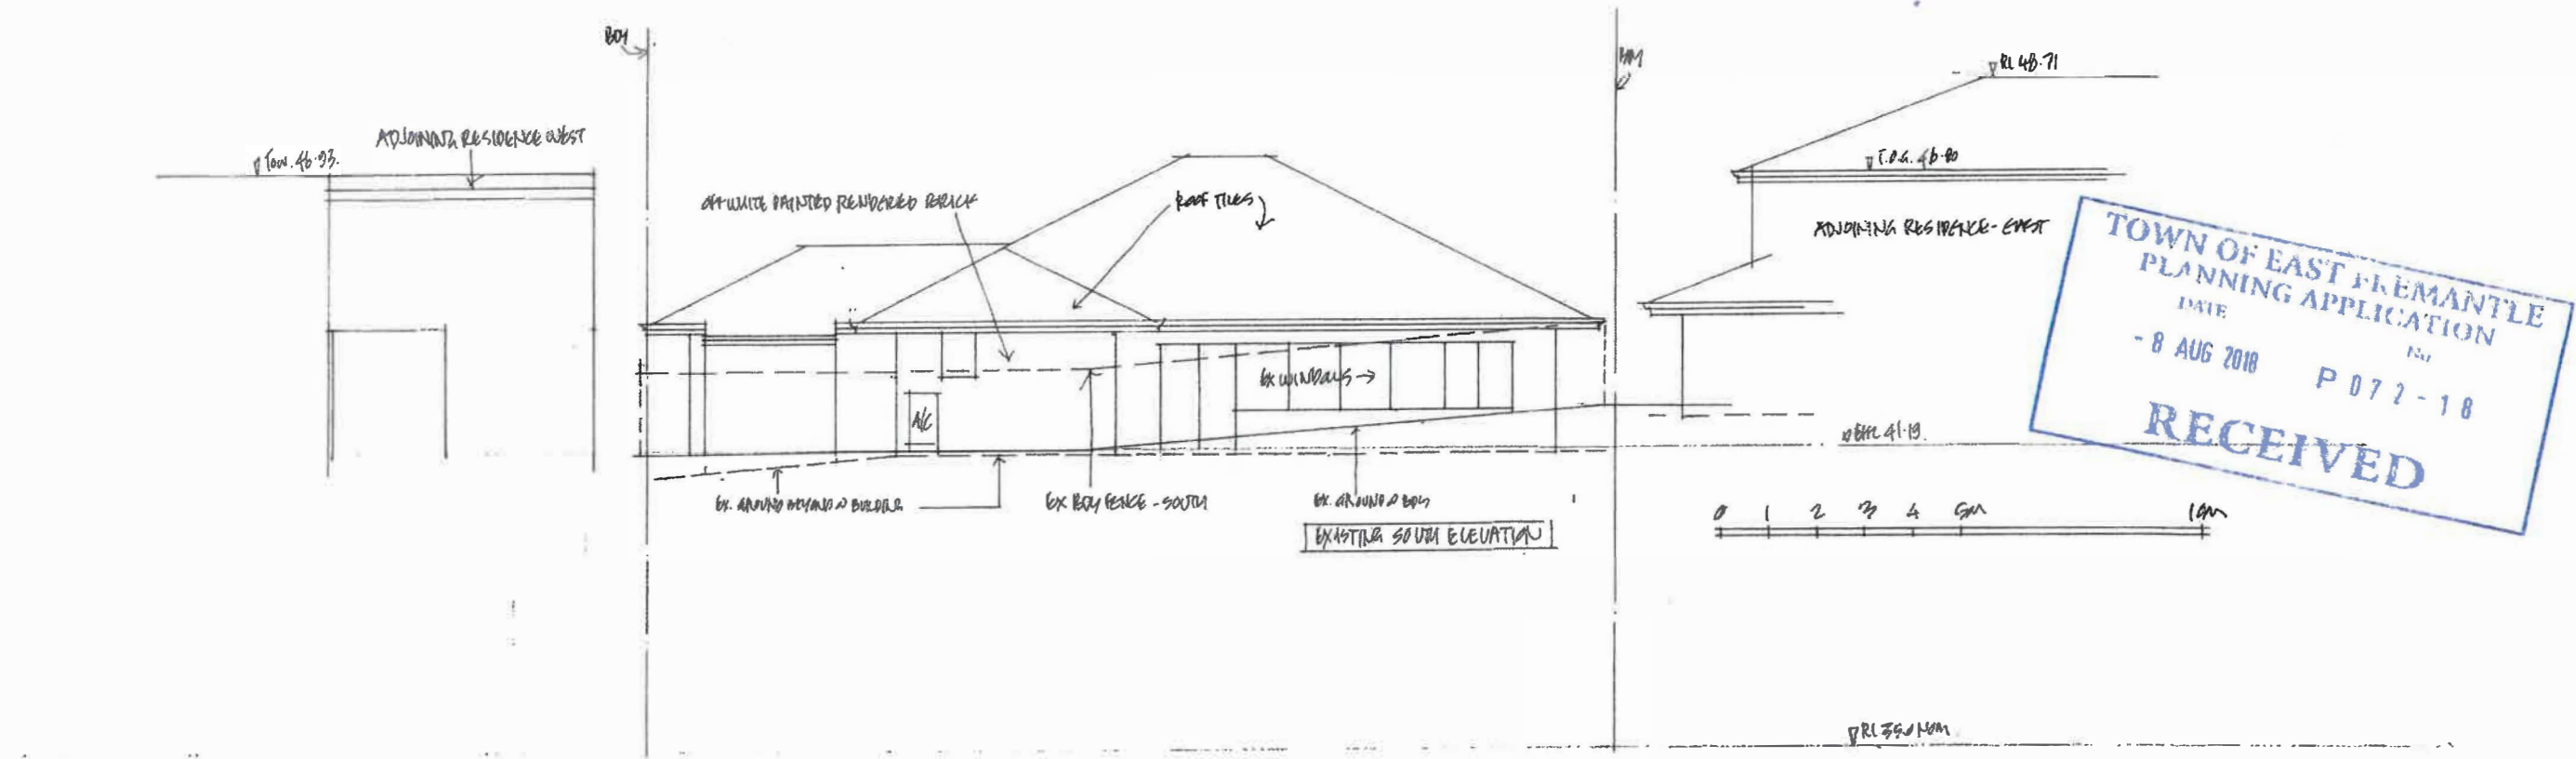 BDY
BDY
RL 48.71
ADJOINING RESIDENCE WEST
TOW. 46.93.
T.O.G. 46.80
OFF WHITE PAINTED RENDERED BRICK
ROOF TILES
ADJOINING RESIDENCE - EAST
TOWN OF EAST FREMANTLE
PLANNING APPLICATION
DATE
No
- 8 AUG 2018
P072-18
RECEIVED
EX WINDOWS
A/C
41.19.
EX. GROUND BEYOND @ BUILDING
EX BDY FENCE - SOUTH
EX. GROUND @ BDY
EXISTING SOUTH ELEVATION
0 1 2 3 4 5M 10M